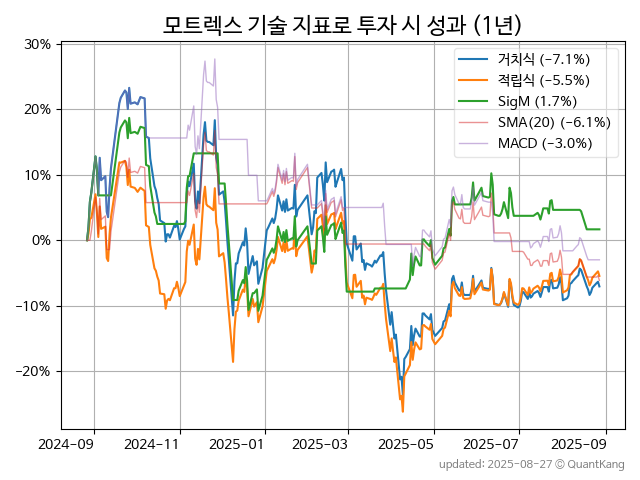 모트렉스 기술 지표로 투자 시 성과 (1년)
30%
20%
10%
0%
−10%
−20%
거치식 (−7.1%)
적립식 (−5.5%)
SigM (1.7%)
SMA(20) (−6.1%)
MACD (−3.0%)
2024-09
2024-11
2025-01
2025-03
2025-05
2025-07
2025-09
updated: 2025-08-27 © QuantKang